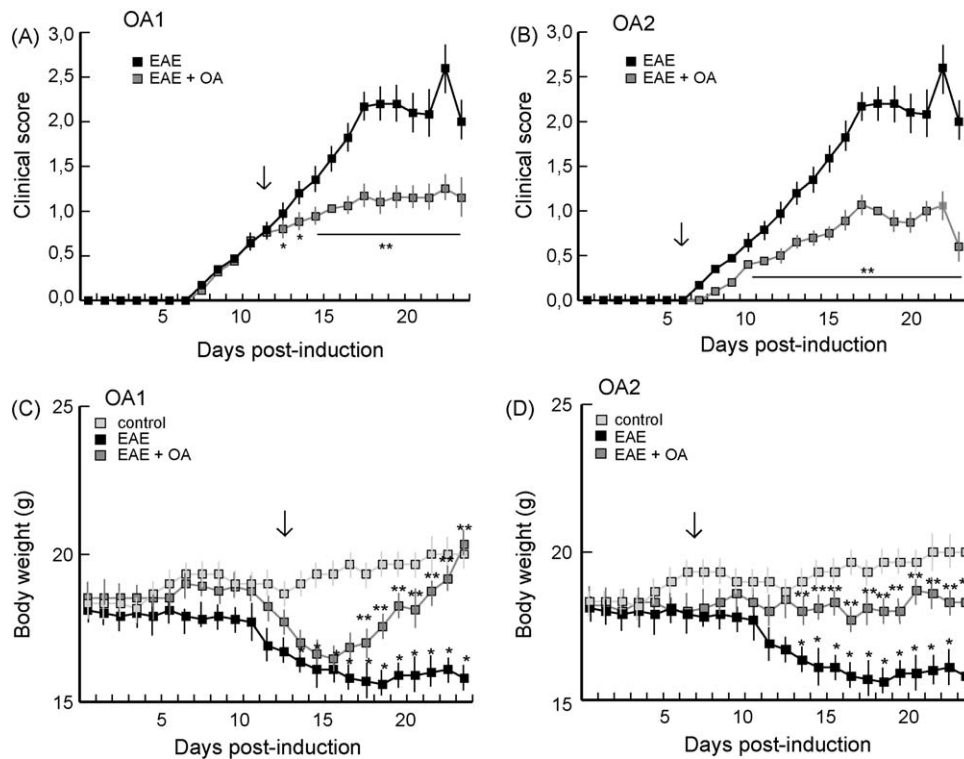 (A)
OA1
EAE
EAE + OA
Clinical score
3,0
2,5
2,0
1,5
1,0
0,5
0,0
*
*
**
5
10
15
20
Days post-induction
(B)
OA2
EAE
EAE + OA
Clinical score
3,0
2,5
2,0
1,5
1,0
0,5
0,0
**
5
10
15
20
Days post-induction
(C)
OA1
control
EAE
EAE + OA
Body weight (g)
25
20
15
5
10
15
20
Days post-induction
(D)
OA2
control
EAE
EAE + OA
Body weight (g)
25
20
15
5
10
15
20
Days post-induction